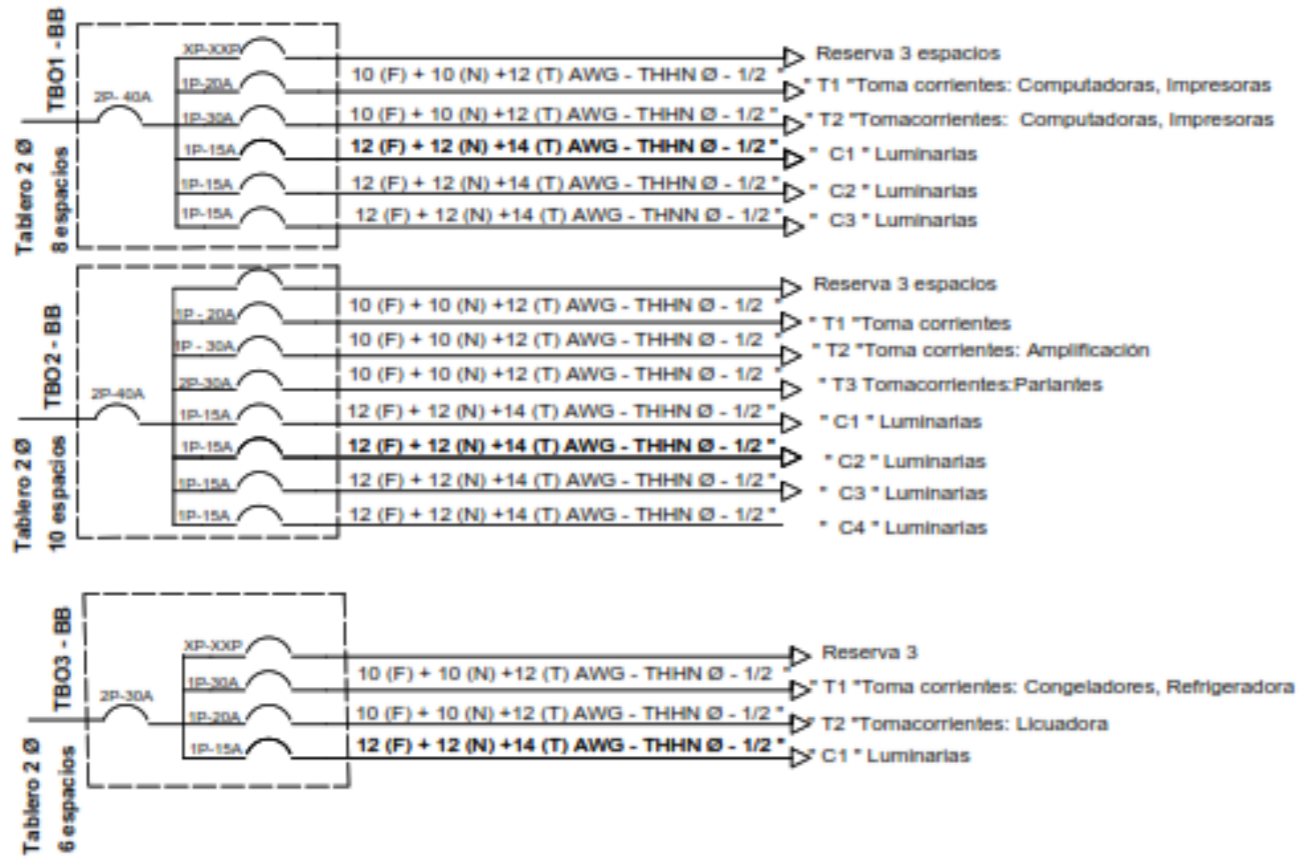 TBO1 - BB
Tablero 2 Ø
8 espacios
2P- 40A
XP-XXP
Reserva 3 espacios
10 (F) + 10 (N) +12 (T) AWG - THHN Ø - 1/2 "
1P-20A
" T1 "Toma corrientes: Computadoras, Impresoras
10 (F) + 10 (N) +12 (T) AWG - THHN Ø - 1/2 "
1P-30A
" T2 "Tomacorrientes: Computadoras, Impresoras
12 (F) + 12 (N) +14 (T) AWG - THHN Ø - 1/2 "
1P-15A
" C1 " Luminarias
12 (F) + 12 (N) +14 (T) AWG - THHN Ø - 1/2 "
1P-15A
" C2 " Luminarias
12 (F) + 12 (N) +14 (T) AWG - THNN Ø - 1/2 "
1P-15A
" C3 " Luminarias
TBO2 - BB
Tablero 2 Ø
10 espacios
2P-40A
Reserva 3 espacios
10 (F) + 10 (N) +12 (T) AWG - THHN Ø - 1/2 "
1P - 20A
" T1 "Toma corrientes
10 (F) + 10 (N) +12 (T) AWG - THHN Ø - 1/2 "
1P - 30A
" T2 "Toma corrientes: Amplificación
10 (F) + 10 (N) +12 (T) AWG - THHN Ø - 1/2 "
2P-30A
" T3 Tomacorrientes:Parlantes
12 (F) + 12 (N) +14 (T) AWG - THHN Ø - 1/2 "
1P-15A
" C1 " Luminarias
12 (F) + 12 (N) +14 (T) AWG - THHN Ø - 1/2 "
1P-15A
" C2 " Luminarias
12 (F) + 12 (N) +14 (T) AWG - THHN Ø - 1/2 "
1P-15A
" C3 " Luminarias
12 (F) + 12 (N) +14 (T) AWG - THHN Ø - 1/2 "
1P-15A
" C4 " Luminarias
TBO3 - BB
Tablero 2 Ø
6 espacios
2P-30A
XP-XXP
Reserva 3
10 (F) + 10 (N) +12 (T) AWG - THHN Ø - 1/2 "
1P-30A
" T1 "Toma corrientes: Congeladores, Refrigeradora
10 (F) + 10 (N) +12 (T) AWG - THHN Ø - 1/2 "
1P-20A
" T2 "Tomacorrientes: Licuadora
12 (F) + 12 (N) +14 (T) AWG - THHN Ø - 1/2 "
1P-15A
" C1 " Luminarias